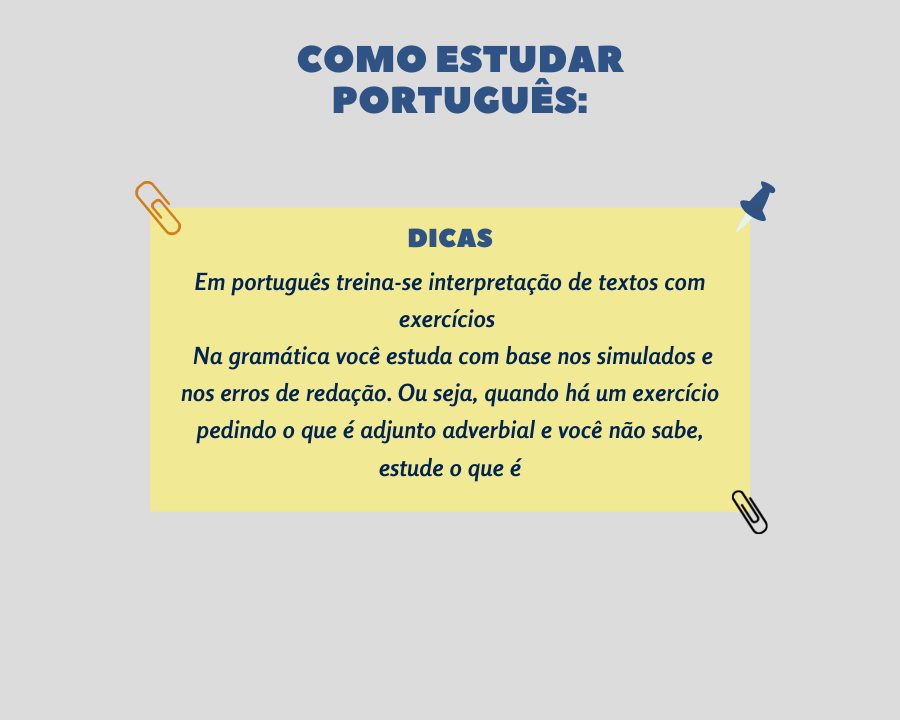 COMO ESTUDAR
PORTUGUÊS:
DICAS
Em português treina-se interpretação de textos com
exercícios
Na gramática você estuda com base nos simulados e
nos erros de redação. Ou seja, quando há um exercício
pedindo o que é adjunto adverbial e você não sabe,
estude o que é